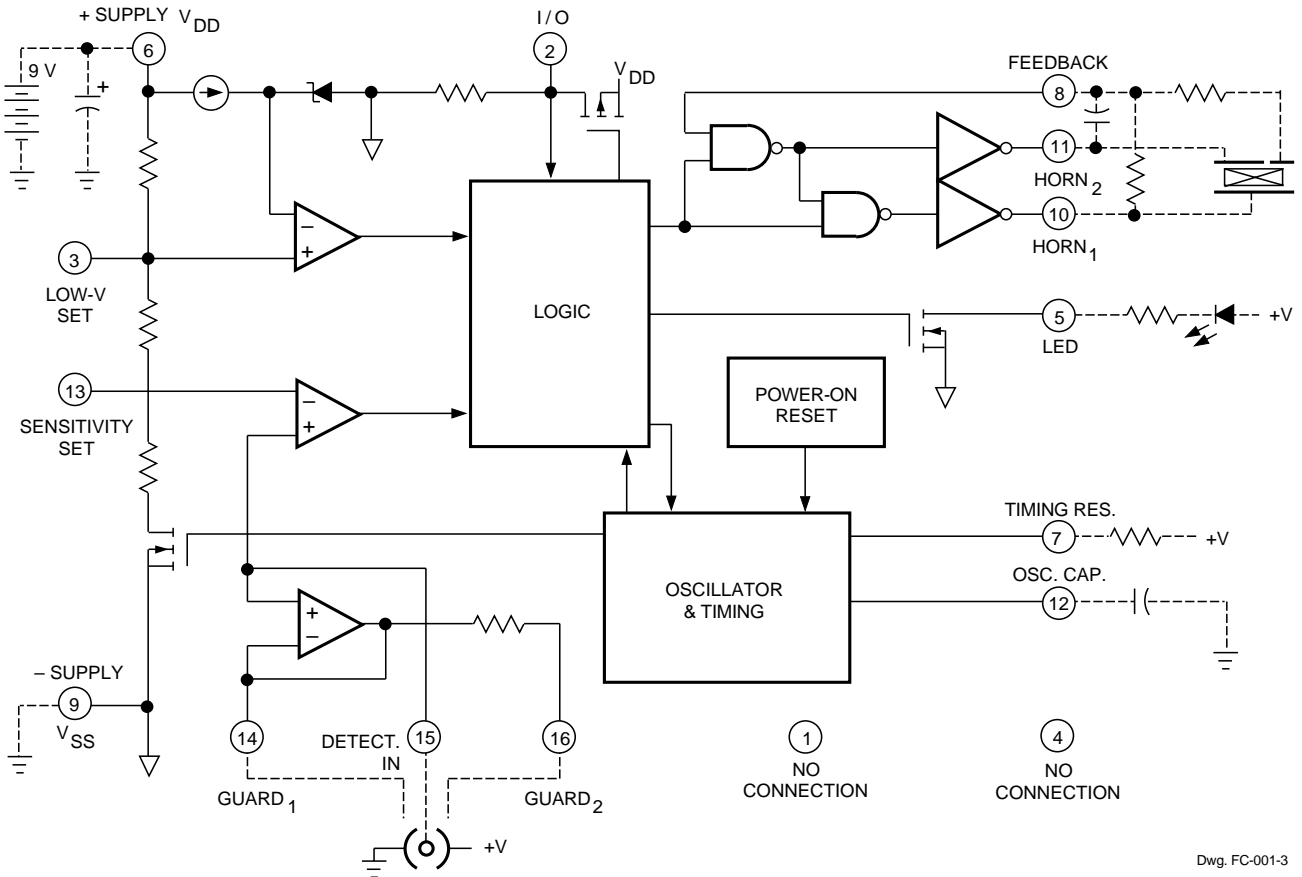 + SUPPLY V DD
6
9 V
+
I / O
2
V DD
FEEDBACK
8
11
HORN 2
10
HORN 1
−
+
3
LOW-V
SET
LOGIC
5
LED
+V
13
SENSITIVITY
SET
−
+
POWER-ON
RESET
TIMING RES.
7
+V
OSC. CAP.
12
OSCILLATOR
& TIMING
+
−
– SUPPLY
9
V SS
14
DETECT.
IN
15
16
GUARD 1
GUARD 2
+V
1
NO
CONNECTION
4
NO
CONNECTION
Dwg. FC-001-3